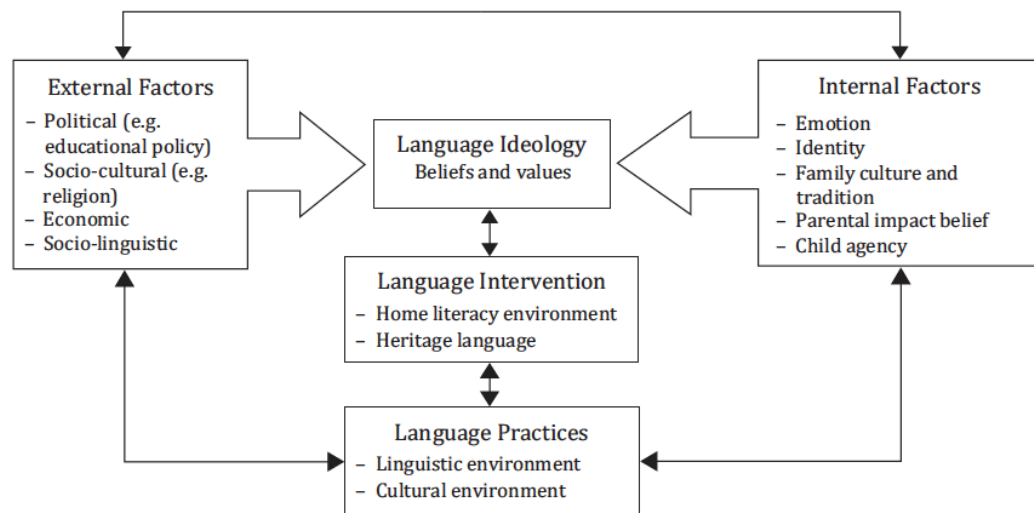 External Factors
– Political (e.g.
educational policy)
– Socio-cultural (e.g.
religion)
– Economic
– Socio-linguistic
Language Ideology
Beliefs and values
Internal Factors
– Emotion
– Identity
– Family culture and
tradition
– Parental impact belief
– Child agency
Language Intervention
– Home literacy environment
– Heritage language
Language Practices
– Linguistic environment
– Cultural environment